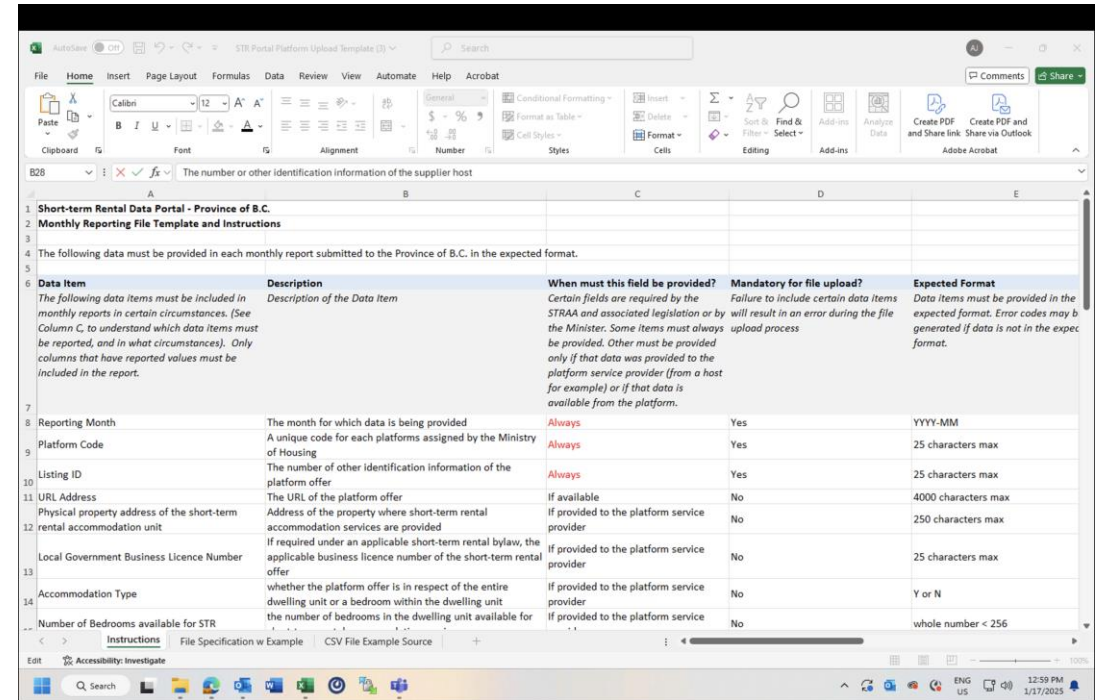 AutoSave Off STR Portal Platform Upload Template (3) Search AJ
File Home Insert Page Layout Formulas Data Review View Automate Help Acrobat Comments Share
Paste Calibri 12 A A General Conditional Formatting Insert Sort & Find & Add-ins Analyze Create PDF Create PDF and
B I U A $ % 9 Format as Table Delete Filter Select Data and Share link Share via Outlook
Cell Styles Format
Clipboard Font Alignment Number Styles Cells Editing Add-ins Adobe Acrobat
B28 fx The number or other identification information of the supplier host
A B C D E
1 Short-term Rental Data Portal - Province of B.C.
2 Monthly Reporting File Template and Instructions
3
4 The following data must be provided in each monthly report submitted to the Province of B.C. in the expected format.
5
6 Data Item Description When must this field be provided? Mandatory for file upload? Expected Format
The following data items must be included in Description of the Data Item Certain fields are required by the Failure to include certain data items Data items must be provided in the
monthly reports in certain circumstances. (See STRAA and associated legislation or by will result in an error during the file expected format. Error codes may b
Column C, to understand which data items must the Minister. Some items must always upload process generated if data is not in the expec
be reported, and in what circumstances). Only be provided. Other must be provided format.
columns that have reported values must be only if that data was provided to the
included in the report. platform service provider (from a host
for example) or if that data is
7 available from the platform.
8 Reporting Month The month for which data is being provided Always Yes YYYY-MM
A unique code for each platforms assigned by the Ministry
9 Platform Code of Housing Always Yes 25 characters max
The number of other identification information of the
10 Listing ID platform offer Always Yes 25 characters max
11 URL Address The URL of the platform offer If available No 4000 characters max
Physical property address of the short-term Address of the property where short-term rental If provided to the platform service
12 rental accommodation unit accommodation services are provided provider No 250 characters max
If required under an applicable short-term rental bylaw, the
Local Government Business Licence Number applicable business licence number of the short-term rental If provided to the platform service No 25 characters max
13 offer provider
whether the platform offer is in respect of the entire If provided to the platform service
14 Accommodation Type dwelling unit or a bedroom within the dwelling unit provider No Y or N
Number of Bedrooms available for STR the number of bedrooms in the dwelling unit available for If provided to the platform service No whole number < 256
Instructions File Specification w Example CSV File Example Source
Edit Accessibility: Investigate 100%
Search ENG 12:59 PM
US 1/17/2025